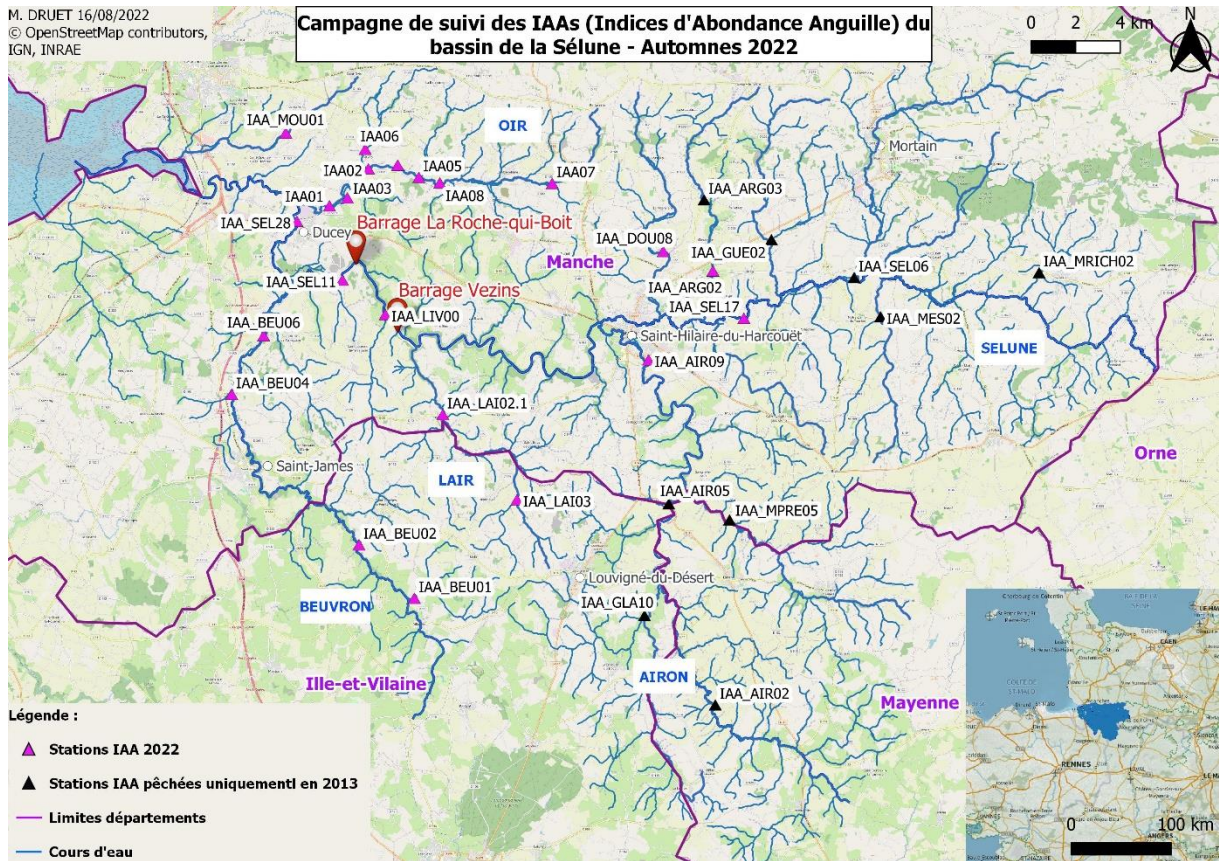 M. DRUET 16/08/2022
© OpenStreetMap contributors,
IGN, INRAE
Campagne de suivi des IAAs (Indices d'Abondance Anguille) du
bassin de la Sélune - Automnes 2022
0 2 4 km
N
IAA_MOU01
IAA06
OIR
Mortain
IAA02
IAA05
IAA07
IAA08
IAA01
IAA03
IAA_ARG03
IAA_SEL28
Ducey
Barrage La Roche-qui-Boit
IAA_DOU08
IAA_GUE02
Manche
IAA_SEL06
IAA_MRICH02
IAA_SEL11
IAA_ARG02
Barrage Vezins
IAA_LIV00
IAA_SEL17
IAA_MES02
IAA_BEU06
Saint-Hilaire-du-Harcouët
SELUNE
IAA_AIR09
IAA_BEU04
IAA_LAI02.1
Orne
Saint-James
LAIR
IAA_AIR05
IAA_LAI03
IAA_MPRE05
IAA_BEU02
Louvigné-du-Désert
IAA_BEU01
BEUVRON
IAA_GLA10
AIRON
Ille-et-Vilaine
IAA_AIR02
Mayenne
Légende :
Stations IAA 2022
Stations IAA pêchées uniquementl en 2013
Limites départements
Cours d'eau
CAEN
RENNES
ANGERS
0 100 km